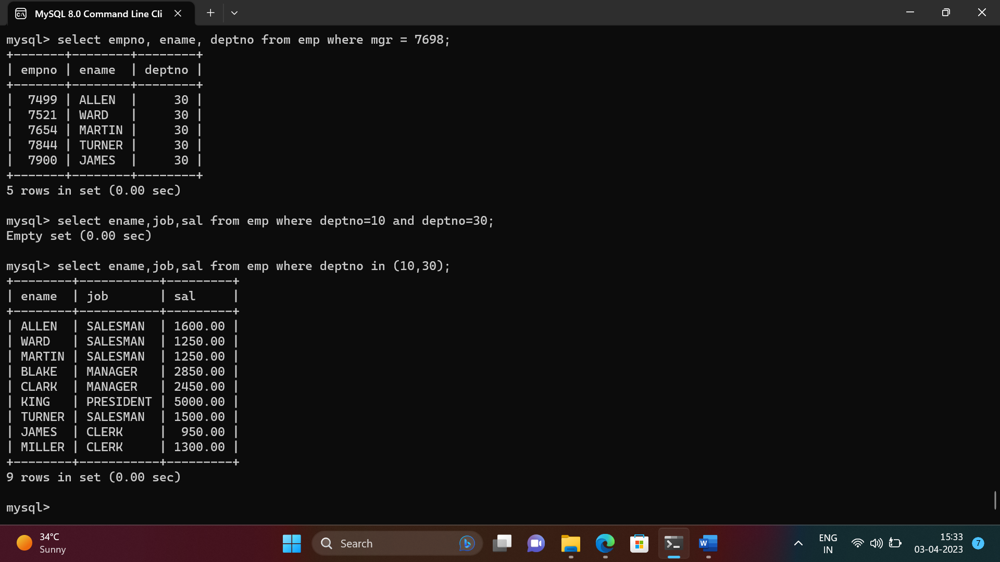 MySQL 8.0 Command Line Cli
mysql> select empno, ename, deptno from emp where mgr = 7698;
+-------+--------+--------+
| empno | ename  | deptno |
+-------+--------+--------+
|  7499 | ALLEN  |     30 |
|  7521 | WARD   |     30 |
|  7654 | MARTIN |     30 |
|  7844 | TURNER |     30 |
|  7900 | JAMES  |     30 |
+-------+--------+--------+
5 rows in set (0.00 sec)
mysql> select ename,job,sal from emp where deptno=10 and deptno=30;
Empty set (0.00 sec)
mysql> select ename,job,sal from emp where deptno in (10,30);
+--------+-----------+---------+
| ename  | job       | sal     |
+--------+-----------+---------+
| ALLEN  | SALESMAN  | 1600.00 |
| WARD   | SALESMAN  | 1250.00 |
| MARTIN | SALESMAN  | 1250.00 |
| BLAKE  | MANAGER   | 2850.00 |
| CLARK  | MANAGER   | 2450.00 |
| KING   | PRESIDENT | 5000.00 |
| TURNER | SALESMAN  | 1500.00 |
| JAMES  | CLERK     |  950.00 |
| MILLER | CLERK     | 1300.00 |
+--------+-----------+---------+
9 rows in set (0.00 sec)
mysql>
34°C
Sunny
Search
ENG
IN
15:33
03-04-2023
7